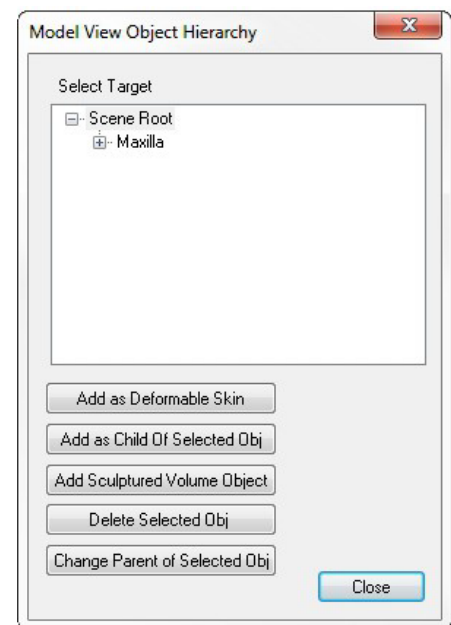 Model View Object Hierarchy
Select Target
Scene Root
Maxilla
Add as Deformable Skin
Add as Child Of Selected Obj
Add Sculptured Volume Object
Delete Selected Obj
Change Parent of Selected Obj
Close